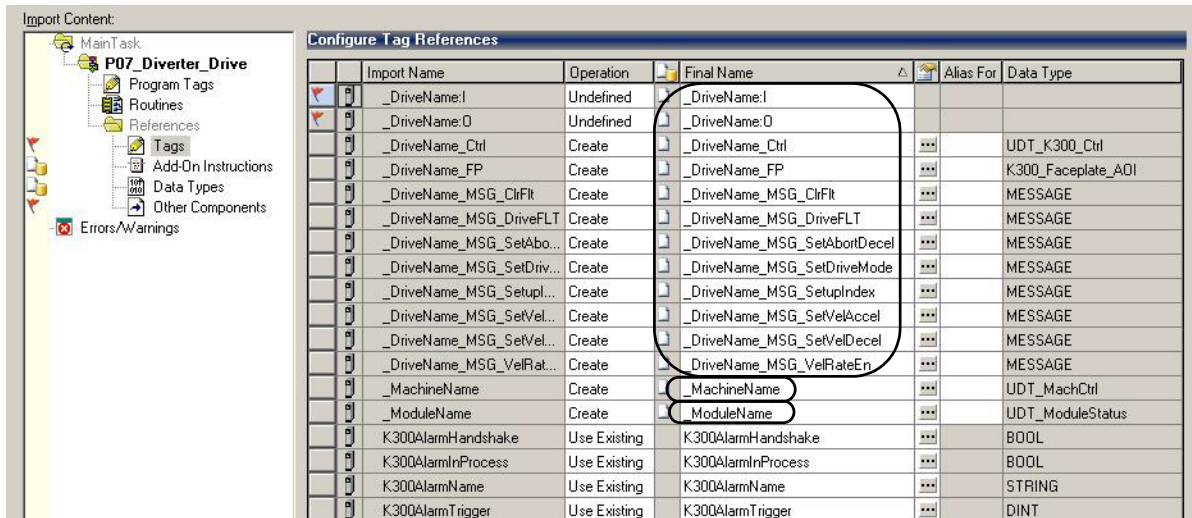 Import Content:
MainTask
P07_Diverter_Drive
Program Tags
Routines
References
Tags
Add-On Instructions
Data Types
Other Components
Errors/Warnings
Configure Tag References
Import Name Operation Final Name Alias For Data Type
_DriveName:I Undefined _DriveName:I
_DriveName:O Undefined _DriveName:O
_DriveName_Ctrl Create _DriveName_Ctrl ... UDT_K300_Ctrl
_DriveName_FP Create _DriveName_FP ... K300_Faceplate_AOI
_DriveName_MSG_ClrFlt Create _DriveName_MSG_ClrFlt ... MESSAGE
_DriveName_MSG_DriveFLT Create _DriveName_MSG_DriveFLT ... MESSAGE
_DriveName_MSG_SetAbo... Create _DriveName_MSG_SetAbortDecel ... MESSAGE
_DriveName_MSG_SetDriv... Create _DriveName_MSG_SetDriveMode ... MESSAGE
_DriveName_MSG_SetupI... Create _DriveName_MSG_SetupIndex ... MESSAGE
_DriveName_MSG_SetVel... Create _DriveName_MSG_SetVelAccel ... MESSAGE
_DriveName_MSG_SetVel... Create _DriveName_MSG_SetVelDecel ... MESSAGE
_DriveName_MSG_VelRat... Create _DriveName_MSG_VelRateEn ... MESSAGE
_MachineName Create _MachineName ... UDT_MachCtrl
_ModuleName Create _ModuleName ... UDT_ModuleStatus
K300AlarmHandshake Use Existing K300AlarmHandshake ... BOOL
K300AlarmInProcess Use Existing K300AlarmInProcess ... BOOL
K300AlarmName Use Existing K300AlarmName ... STRING
K300AlarmTrigger Use Existing K300AlarmTrigger ... DINT